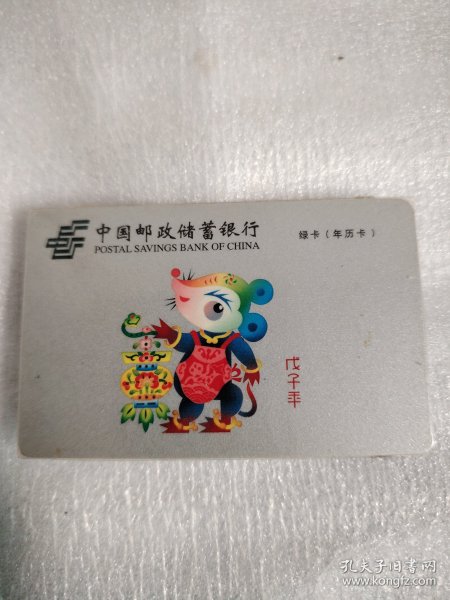 中国邮政储蓄银行
POSTAL SAVINGS BANK OF CHINA
绿卡（年历卡）
戊子年
孔夫子旧书网
www.kongfz.com